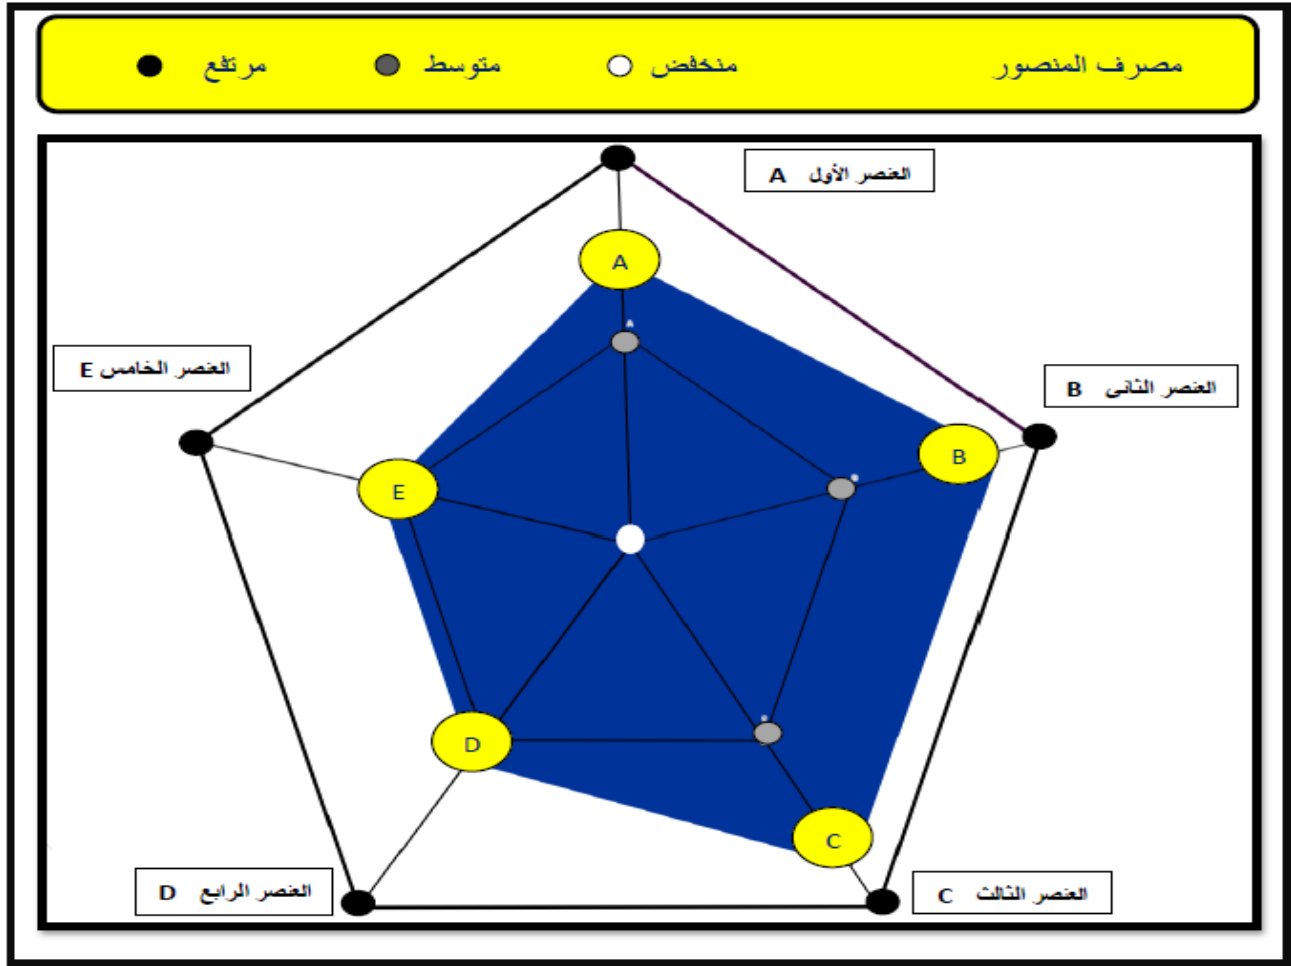 مصرف المنصور منخفض متوسط مرتفع
العنصر الأول A
A
العنصر الخامس E
العنصر الثانى B
B
E
D
C
العنصر الرابع D
العنصر الثالث C